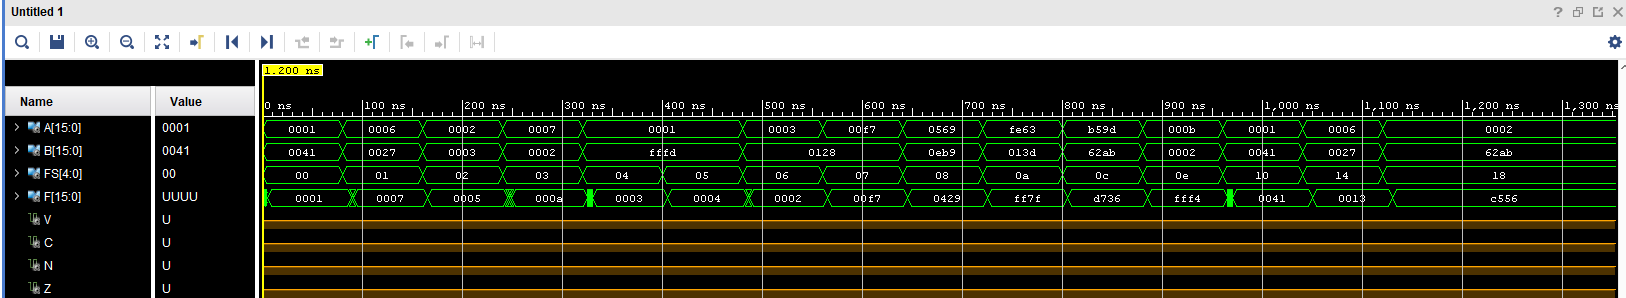 Untitled 1
?
1.200 ns
Name Value
0 ns 100 ns 200 ns 300 ns 400 ns 500 ns 600 ns 700 ns 800 ns 900 ns 1,000 ns 1,100 ns 1,200 ns 1,300 ns
A[15:0] 0001 0001 0006 0002 0007 0001 0003 00f7 0569 fe63 b59d 000b 0001 0006 0002
B[15:0] 0041 0041 0027 0003 0002 fffd 0128 0eb9 013d 62ab 0002 0041 0027 62ab
FS[4:0] 00 00 01 02 03 04 05 06 07 08 0a 0c 0e 10 14 18
F[15:0] UUUU 0001 0007 0005 000a 0003 0004 0002 00f7 0429 ff7f d736 fff4 0041 0013 c556
V U
C U
N U
Z U